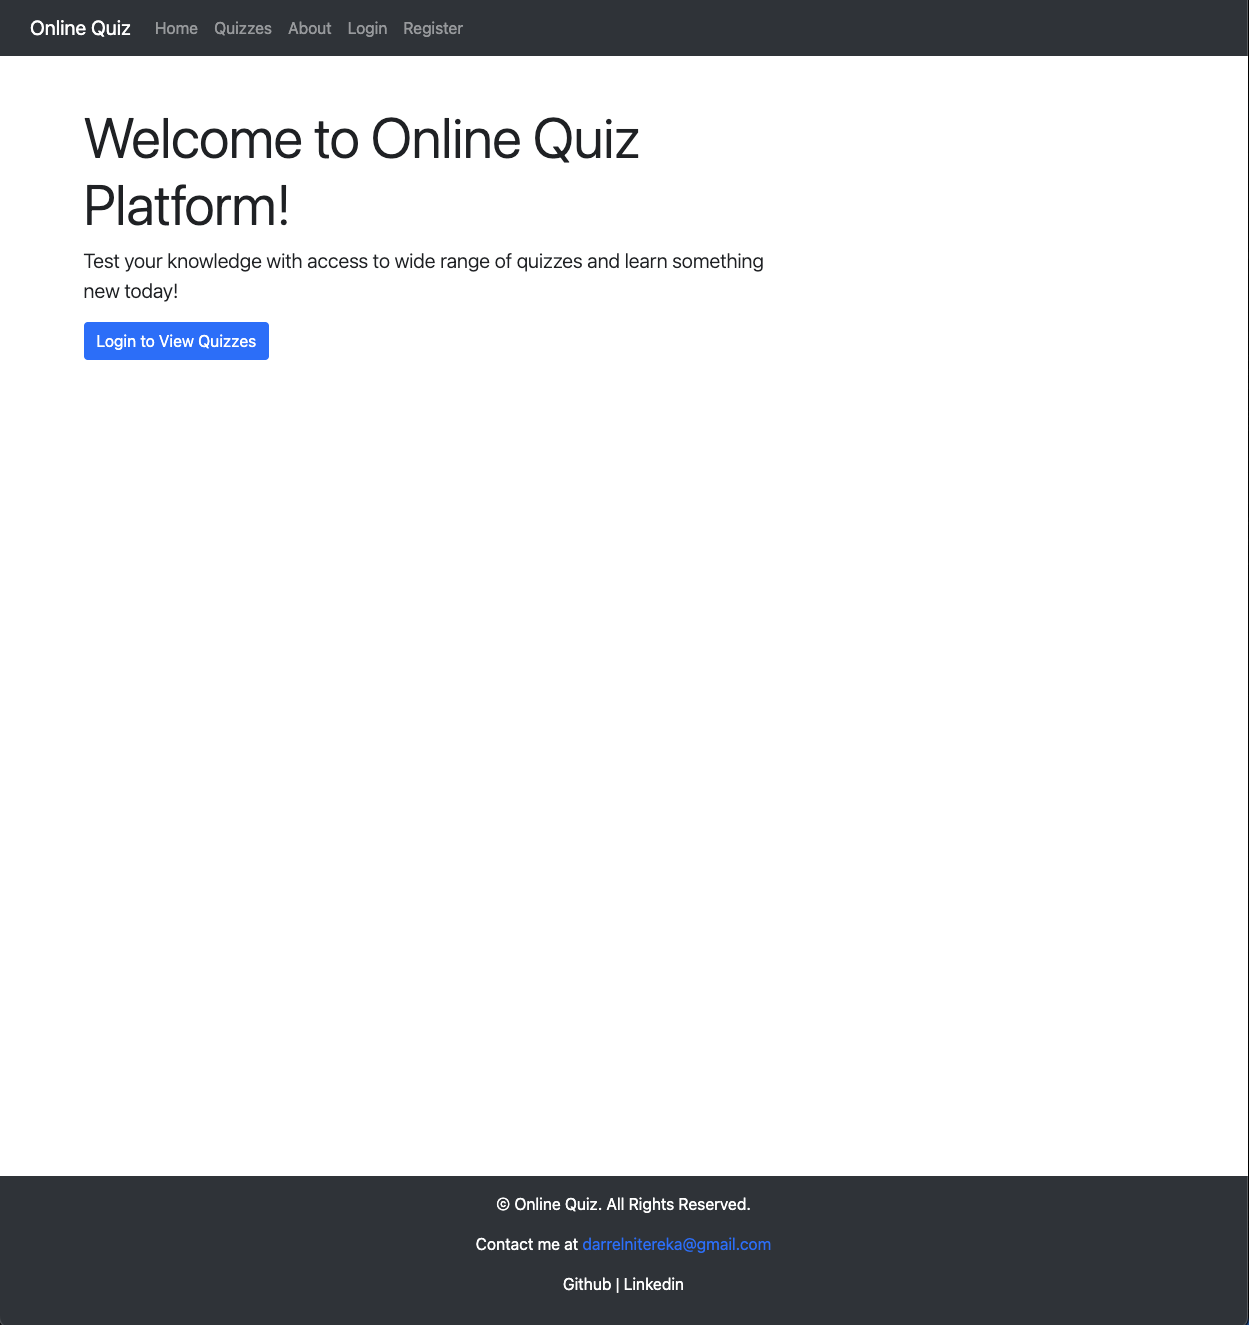 Online Quiz Home Quizzes About Login Register
Welcome to Online Quiz
Platform!
Test your knowledge with access to wide range of quizzes and learn something
new today!
Login to View Quizzes
© Online Quiz. All Rights Reserved.
Contact me at darrelnitereka@gmail.com
Github | Linkedin